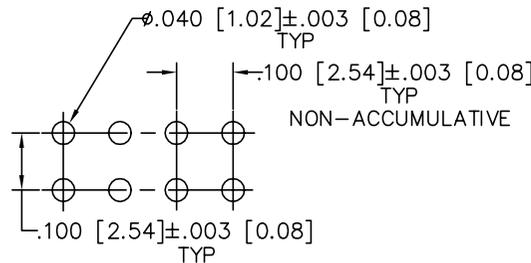 ⌀.040 [1.02]±.003 [0.08]
TYP
.100 [2.54]±.003 [0.08]
TYP
NON-ACCUMULATIVE
.100 [2.54]±.003 [0.08]
TYP